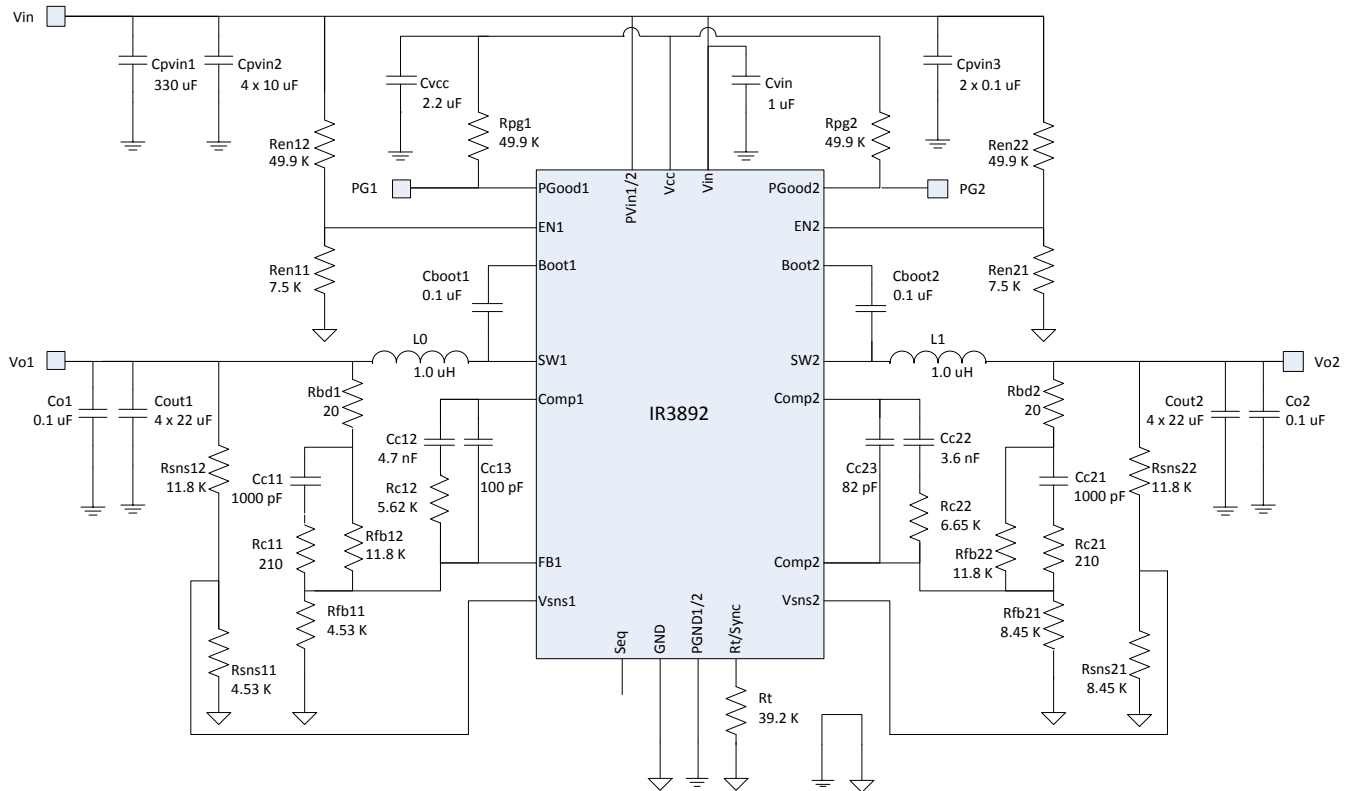 Vin
Cpvin1
330 uF
Cpvin2
4 x 10 uF
Cvcc
2.2 uF
Cvin
1 uF
Cpvin3
2 x 0.1 uF
Ren12
49.9 K
Rpg1
49.9 K
Rpg2
49.9 K
Ren22
49.9 K
PG1
PGood1
PVin1/2
Vcc
Vin
PGood2
PG2
EN1
EN2
Ren11
7.5 K
Boot1
Boot2
Ren21
7.5 K
Cboot1
0.1 uF
Cboot2
0.1 uF
Vo1
L0
1.0 uH
SW1
SW2
L1
1.0 uH
Vo2
IR3892
Co1
0.1 uF
Cout1
4 x 22 uF
Rbd1
20
Comp1
Comp2
Rbd2
20
Cout2
4 x 22 uF
Co2
0.1 uF
Rsns12
11.8 K
Cc11
1000 pF
Cc12
4.7 nF
Cc13
100 pF
Cc23
82 pF
Cc22
3.6 nF
Cc21
1000 pF
Rsns22
11.8 K
Rc11
210
Rfb12
11.8 K
Rc12
5.62 K
Rc22
6.65 K
Rfb22
11.8 K
Rc21
210
FB1
Comp2
Vsns1
Vsns2
Rfb11
4.53 K
Rfb21
8.45 K
Rsns11
4.53 K
Rsns21
8.45 K
Seq
GND
PGND1/2
Rt/Sync
Rt
39.2 K